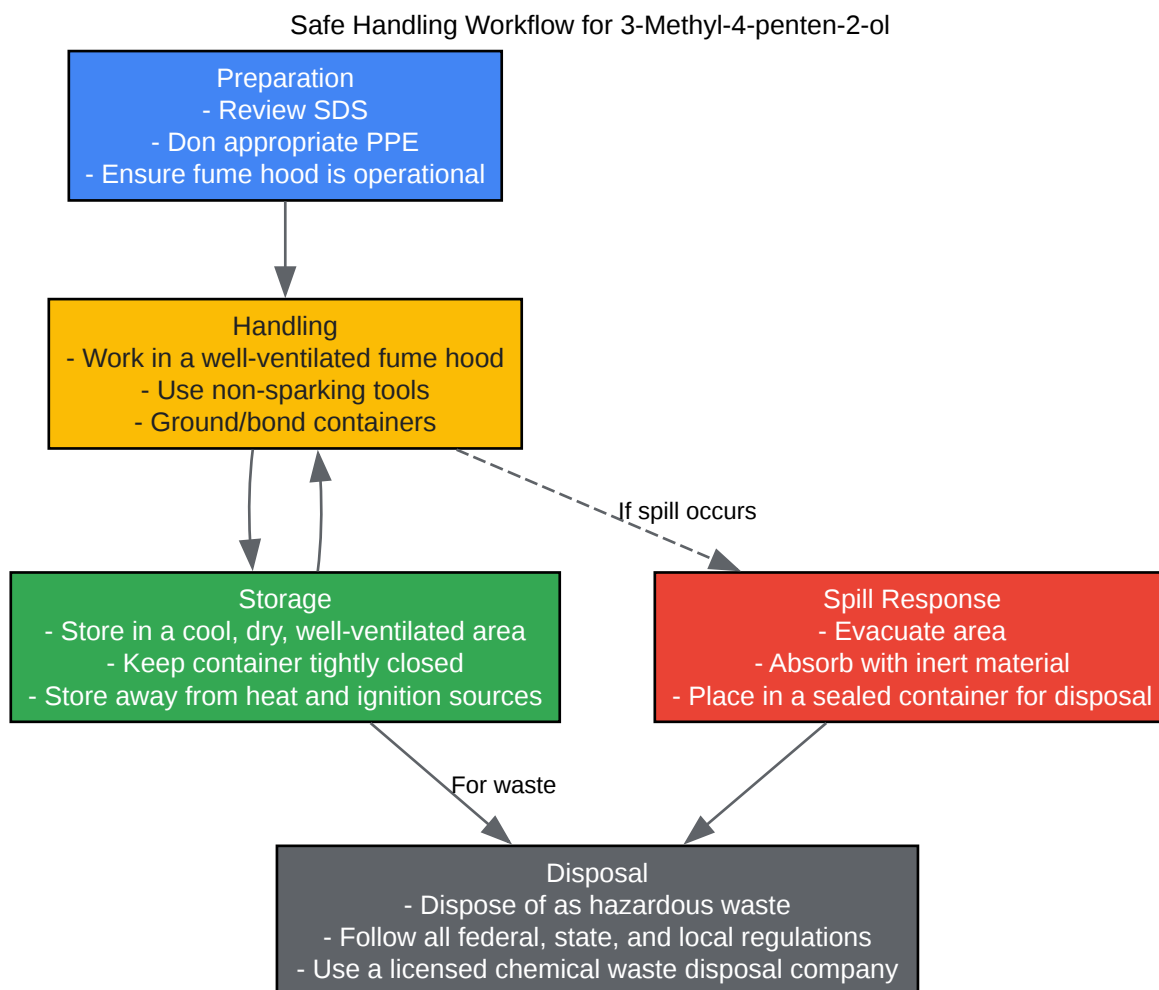 Safe Handling Workflow for 3-Methyl-4-penten-2-ol
Preparation
- Review SDS
- Don appropriate PPE
- Ensure fume hood is operational
Handling
- Work in a well-ventilated fume hood
- Use non-sparking tools
- Ground/bond containers
If spill occurs
Storage
- Store in a cool, dry, well-ventilated area
- Keep container tightly closed
- Store away from heat and ignition sources
Spill Response
- Evacuate area
- Absorb with inert material
- Place in a sealed container for disposal
For waste
Disposal
- Dispose of as hazardous waste
- Follow all federal, state, and local regulations
- Use a licensed chemical waste disposal company